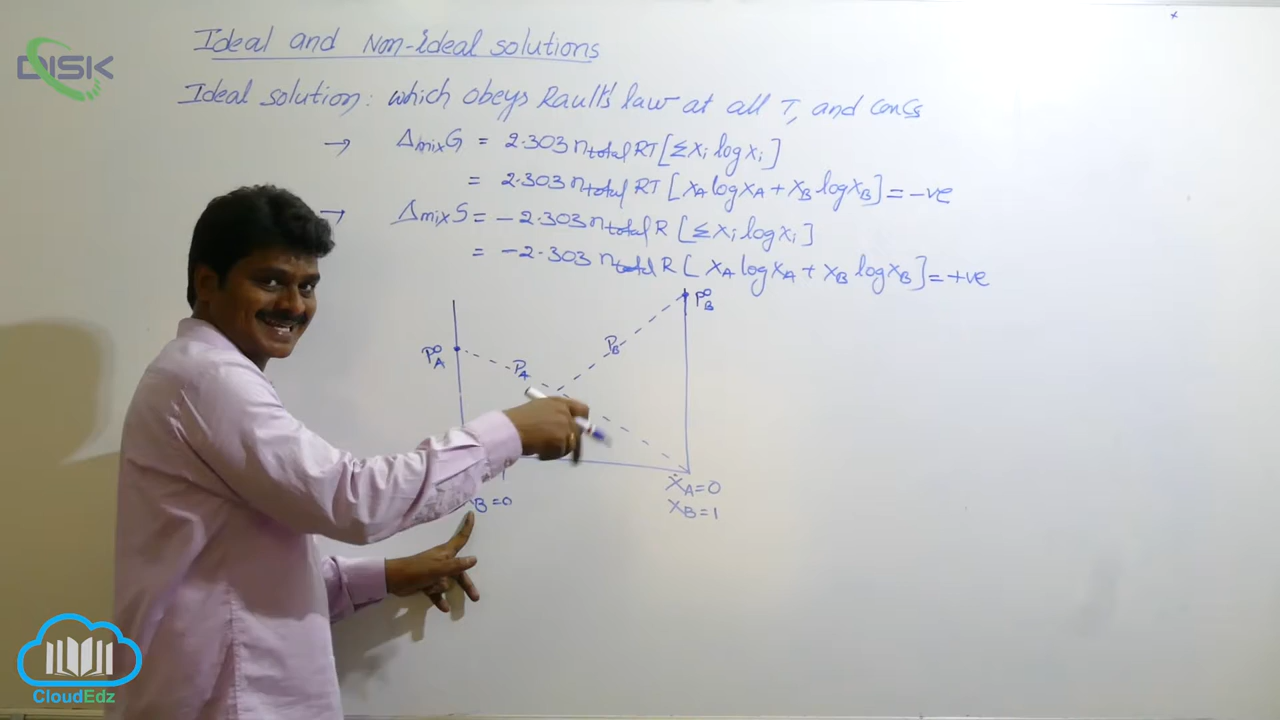 DISK
Ideal and Non-ideal solutions
Ideal solution: which obeys Rault's law at all T, and Concs
→ ΔmixG = 2.303 ntotal RT [Σxi log xi]
= 2.303 ntotal RT [xA log xA + xB log xB] = -ve
→ ΔmixS = -2.303 ntotal R [Σxi log xi]
= -2.303 ntotal R [xA log xA + xB log xB] = +ve
P°B
P°A
PA
PB
B=0
XA=0
XB=1
CloudEdz